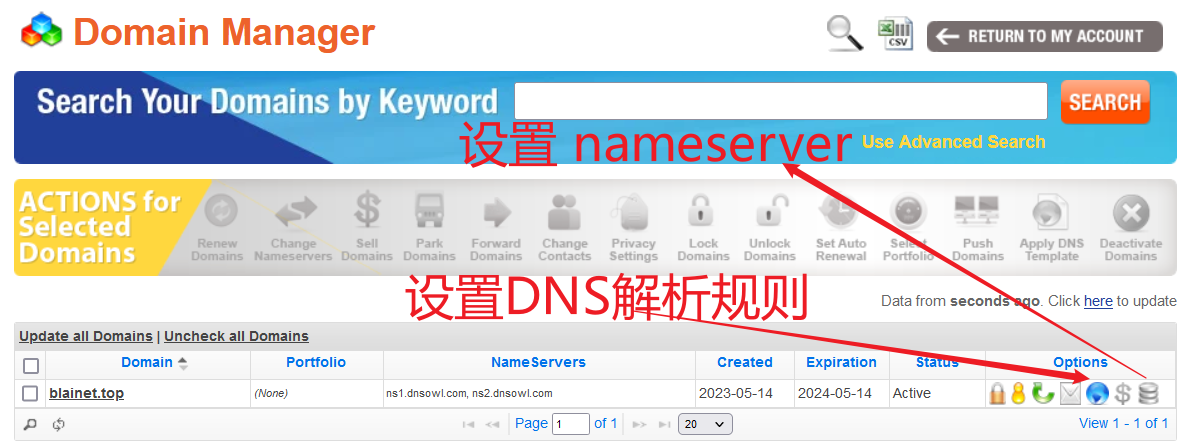 Domain Manager
CSV
RETURN TO MY ACCOUNT
Search Your Domains by Keyword
SEARCH
设置 nameserver
Use Advanced Search
ACTIONS for
Selected
Domains
Renew
Domains
Change
Nameservers
Sell
Domains
Park
Domains
Forward
Domains
Change
Contacts
Privacy
Settings
Lock
Domains
Unlock
Domains
Set Auto
Renewal
Select
Portfolio
Push
Domains
Apply DNS
Template
Deactivate
Domains
设置DNS解析规则
Data from seconds ago. Click here to update
Update all Domains | Uncheck all Domains
Domain Portfolio NameServers Created Expiration Status Options
blainet.top (None) ns1.dnsowl.com, ns2.dnsowl.com 2023-05-14 2024-05-14 Active
Page 1 of 1 20 View 1 - 1 of 1